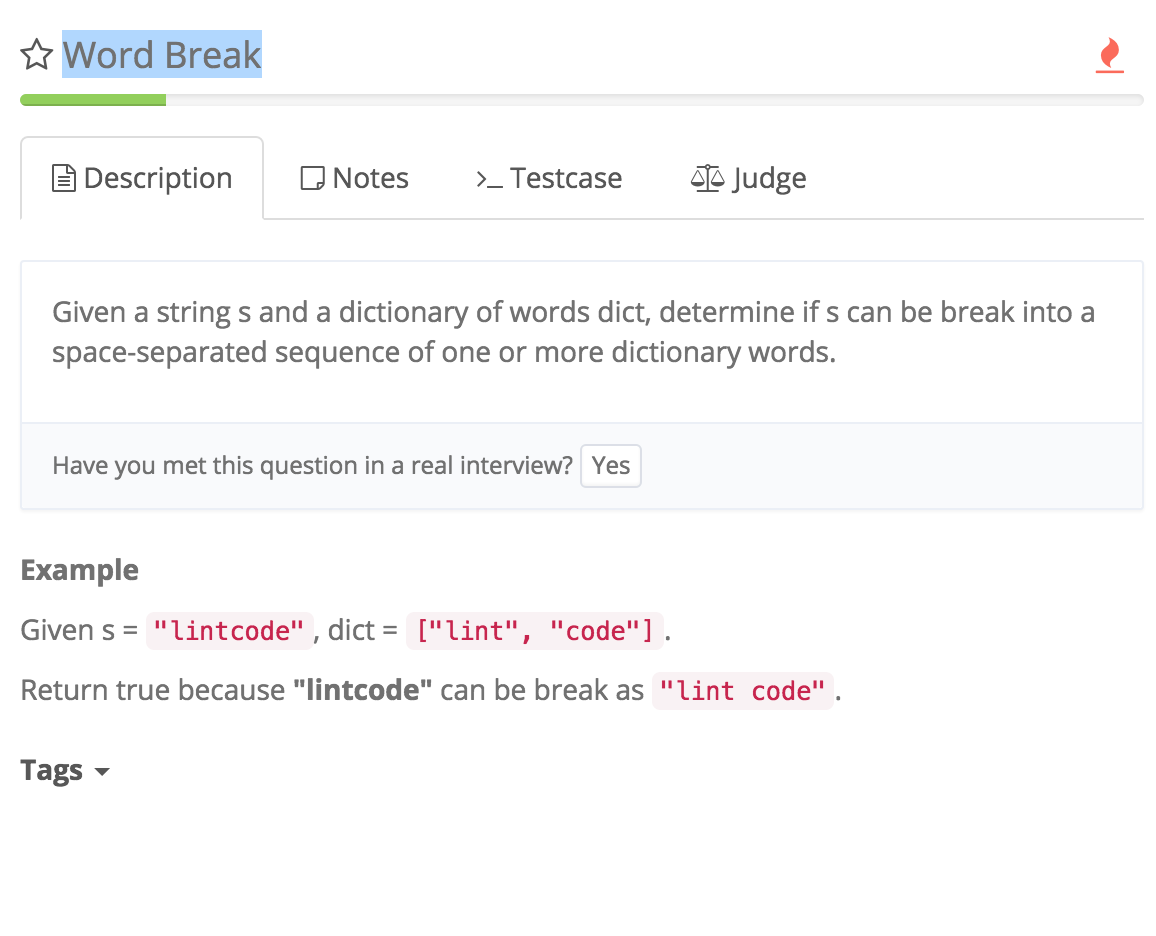 Word Break
Description Notes Testcase Judge
Given a string s and a dictionary of words dict, determine if s can be break into a
space-separated sequence of one or more dictionary words.
Have you met this question in a real interview? Yes
Example
Given s = "lintcode", dict = ["lint", "code"].
Return true because "lintcode" can be break as "lint code".
Tags